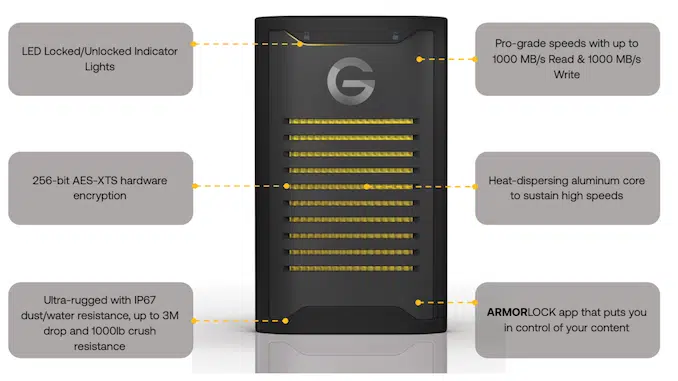 LED Locked/Unlocked Indicator
Lights
Pro-grade speeds with up to
1000 MB/s Read & 1000 MB/s
Write
G
256-bit AES-XTS hardware
encryption
Heat-dispersing aluminum core
to sustain high speeds
Ultra-rugged with IP67
dust/water resistance, up to 3M
drop and 1000lb crush
resistance
ARMORLOCK app that puts you
in control of your content